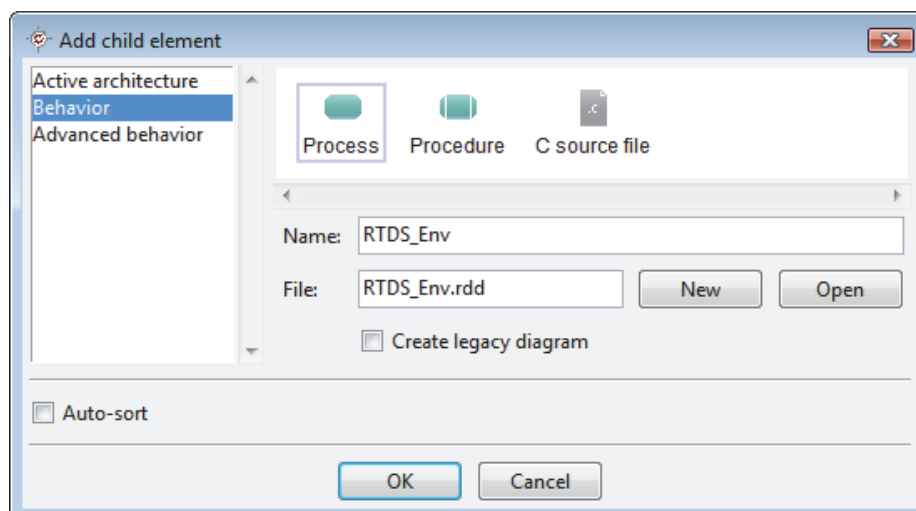 Add child element
Active architecture
Behavior
Advanced behavior
Process Procedure .c C source file
Name: RTDS_Env
File: RTDS_Env.rdd New Open
Create legacy diagram
Auto-sort
OK Cancel